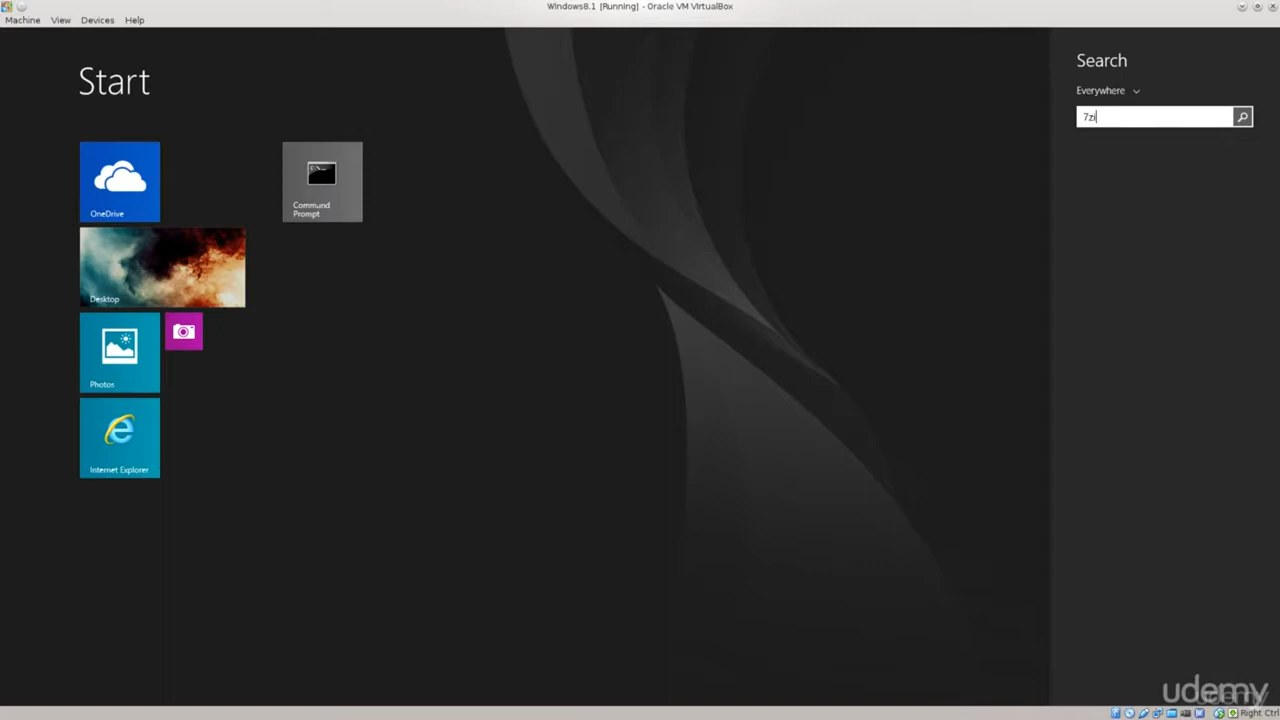 Windows8.1 [Running] - Oracle VM VirtualBox
Machine View Devices Help
Start
Search
Everywhere
7zi
OneDrive
Command
Prompt
Desktop
Photos
Internet Explorer
udemy
Right Ctrl